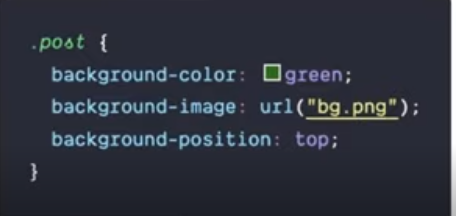 .post {
background-color: green;
background-image: url("bg.png");
background-position: top;
}